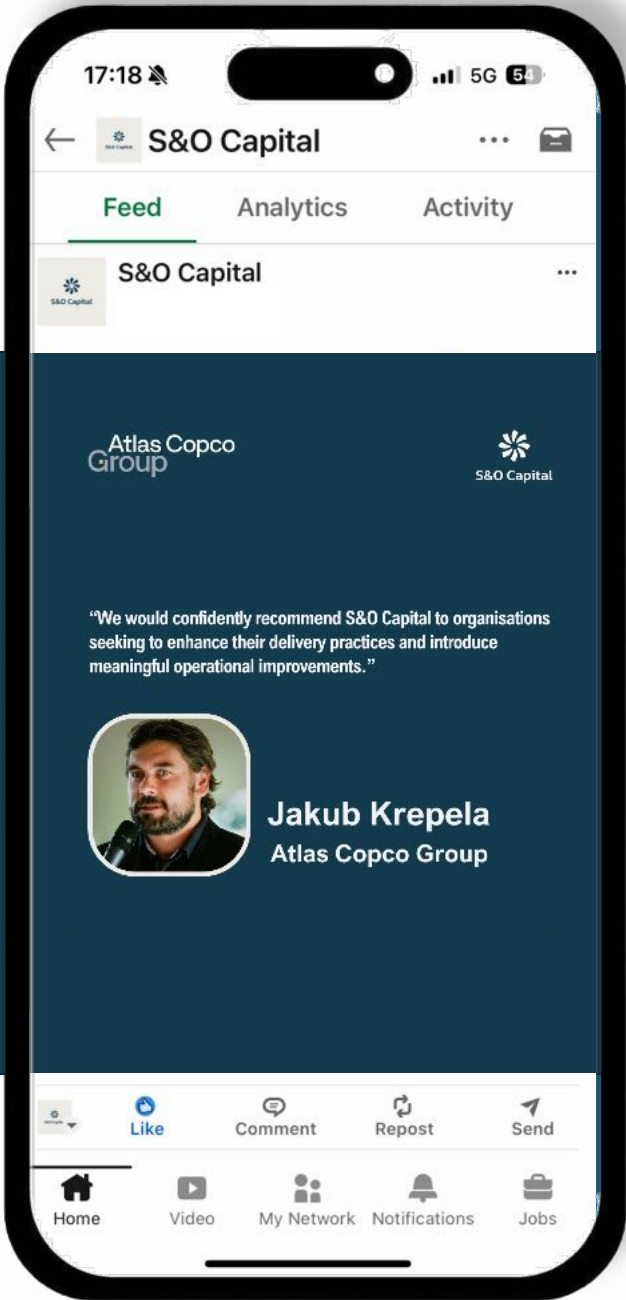 17:18
5G 54
S&O Capital
Feed Analytics Activity
S&O Capital
S&O Capital
Atlas Copco
Group
S&O Capital
“We would confidently recommend S&O Capital to organisations
seeking to enhance their delivery practices and introduce
meaningful operational improvements.”
Jakub Krepela
Atlas Copco Group
Like Comment Repost Send
Home Video My Network Notifications Jobs